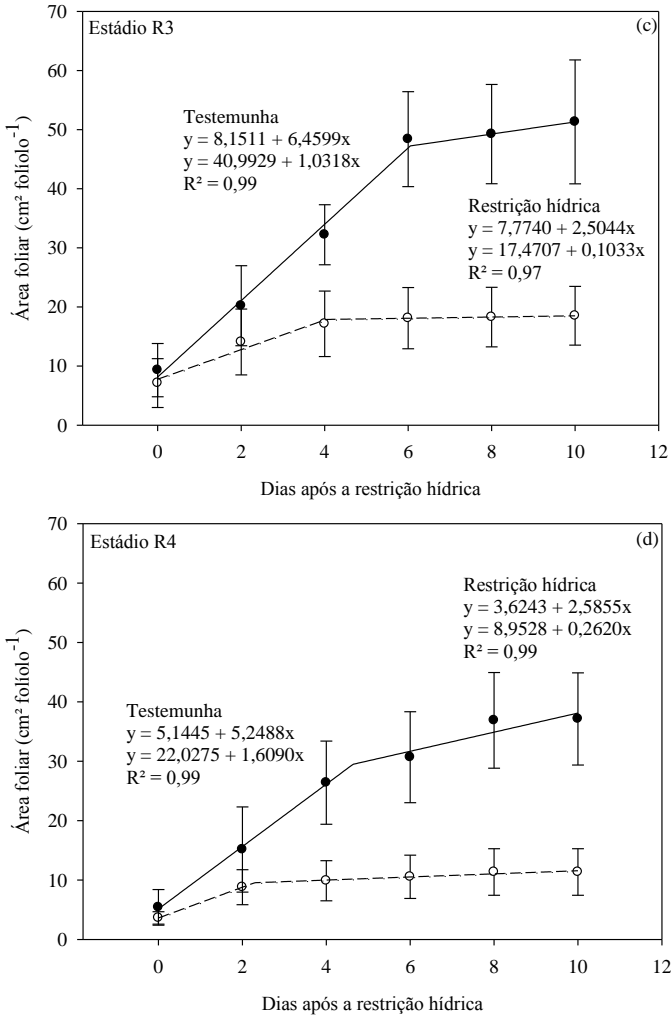 Estádio R3
(c)
Testemunha
y = 8,1511 + 6,4599x
y = 40,9929 + 1,0318x
R² = 0,99
Restrição hídrica
y = 7,7740 + 2,5044x
y = 17,4707 + 0,1033x
R² = 0,97
Área foliar (cm² folíolo⁻¹)
70
60
50
40
30
20
10
0
0 2 4 6 8 10 12
Dias após a restrição hídrica
Estádio R4
(d)
Restrição hídrica
y = 3,6243 + 2,5855x
y = 8,9528 + 0,2620x
R² = 0,99
Testemunha
y = 5,1445 + 5,2488x
y = 22,0275 + 1,6090x
R² = 0,99
Área foliar (cm² folíolo⁻¹)
70
60
50
40
30
20
10
0
0 2 4 6 8 10 12
Dias após a restrição hídrica